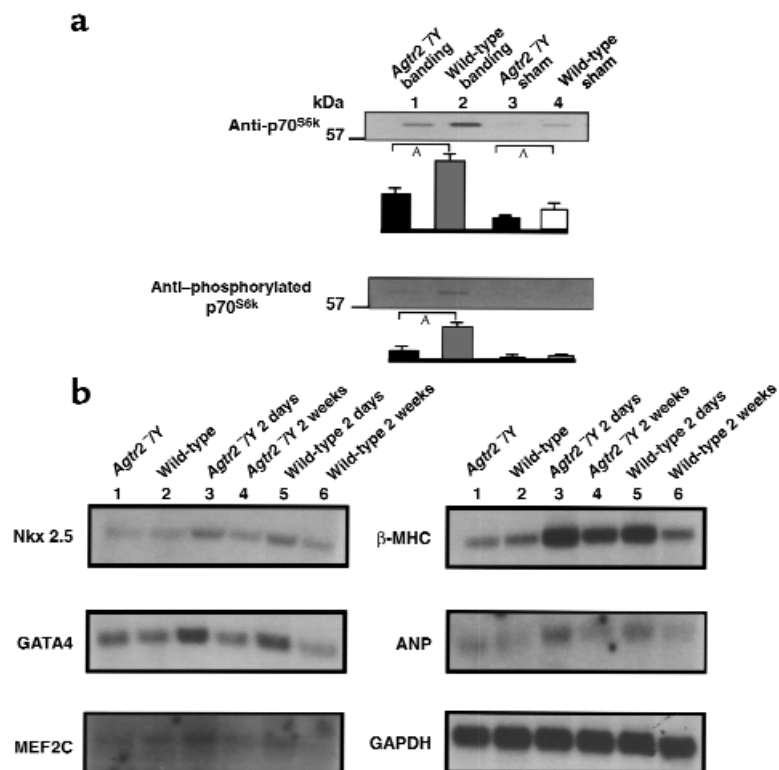 a
Agtr2⁻/Y banding
Wild-type banding
Agtr2⁻/Y sham
Wild-type sham
kDa 1 2 3 4
Anti-p70ˢ⁶ᵏ
57
A A
Anti–phosphorylated
p70ˢ⁶ᵏ
57
A
b
Agtr2⁻/Y
Wild-type
Agtr2⁻/Y 2 days
Agtr2⁻/Y 2 weeks
Wild-type 2 days
Wild-type 2 weeks
1 2 3 4 5 6
Nkx 2.5
GATA4
MEF2C
Agtr2⁻/Y
Wild-type
Agtr2⁻/Y 2 days
Agtr2⁻/Y 2 weeks
Wild-type 2 days
Wild-type 2 weeks
1 2 3 4 5 6
β-MHC
ANP
GAPDH